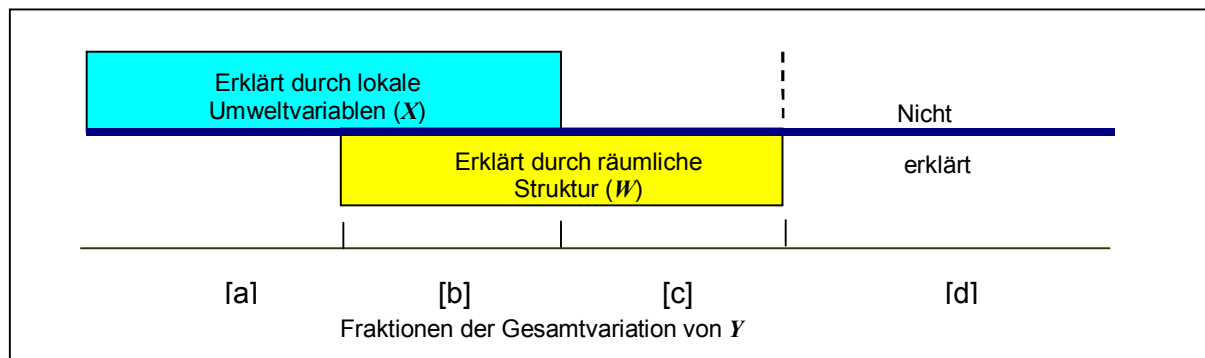 Erklärt durch lokale
Umweltvariablen (X)
Nicht
Erklärt durch räumliche
Struktur (W)
erklärt
[a] [b] [c] [d]
Fraktionen der Gesamtvariation von Y